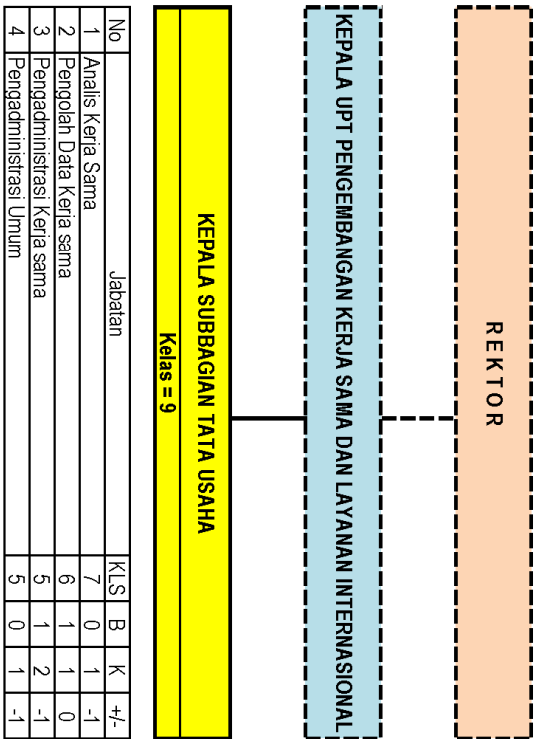 R E K T O R
KEPALA UPT PENGEMBANGAN KERJA SAMA DAN LAYANAN INTERNASIONAL
KEPALA SUBBAGIAN TATA USAHA
Kelas = 9
No Jabatan KLS B K +/-
1 Analis Kerja Sama 7 0 1 -1
2 Pengolah Data Kerja sama 6 1 1 0
3 Pengadministrasi Kerja sama 5 1 2 -1
4 Pengadministrasi Umum 5 0 1 -1